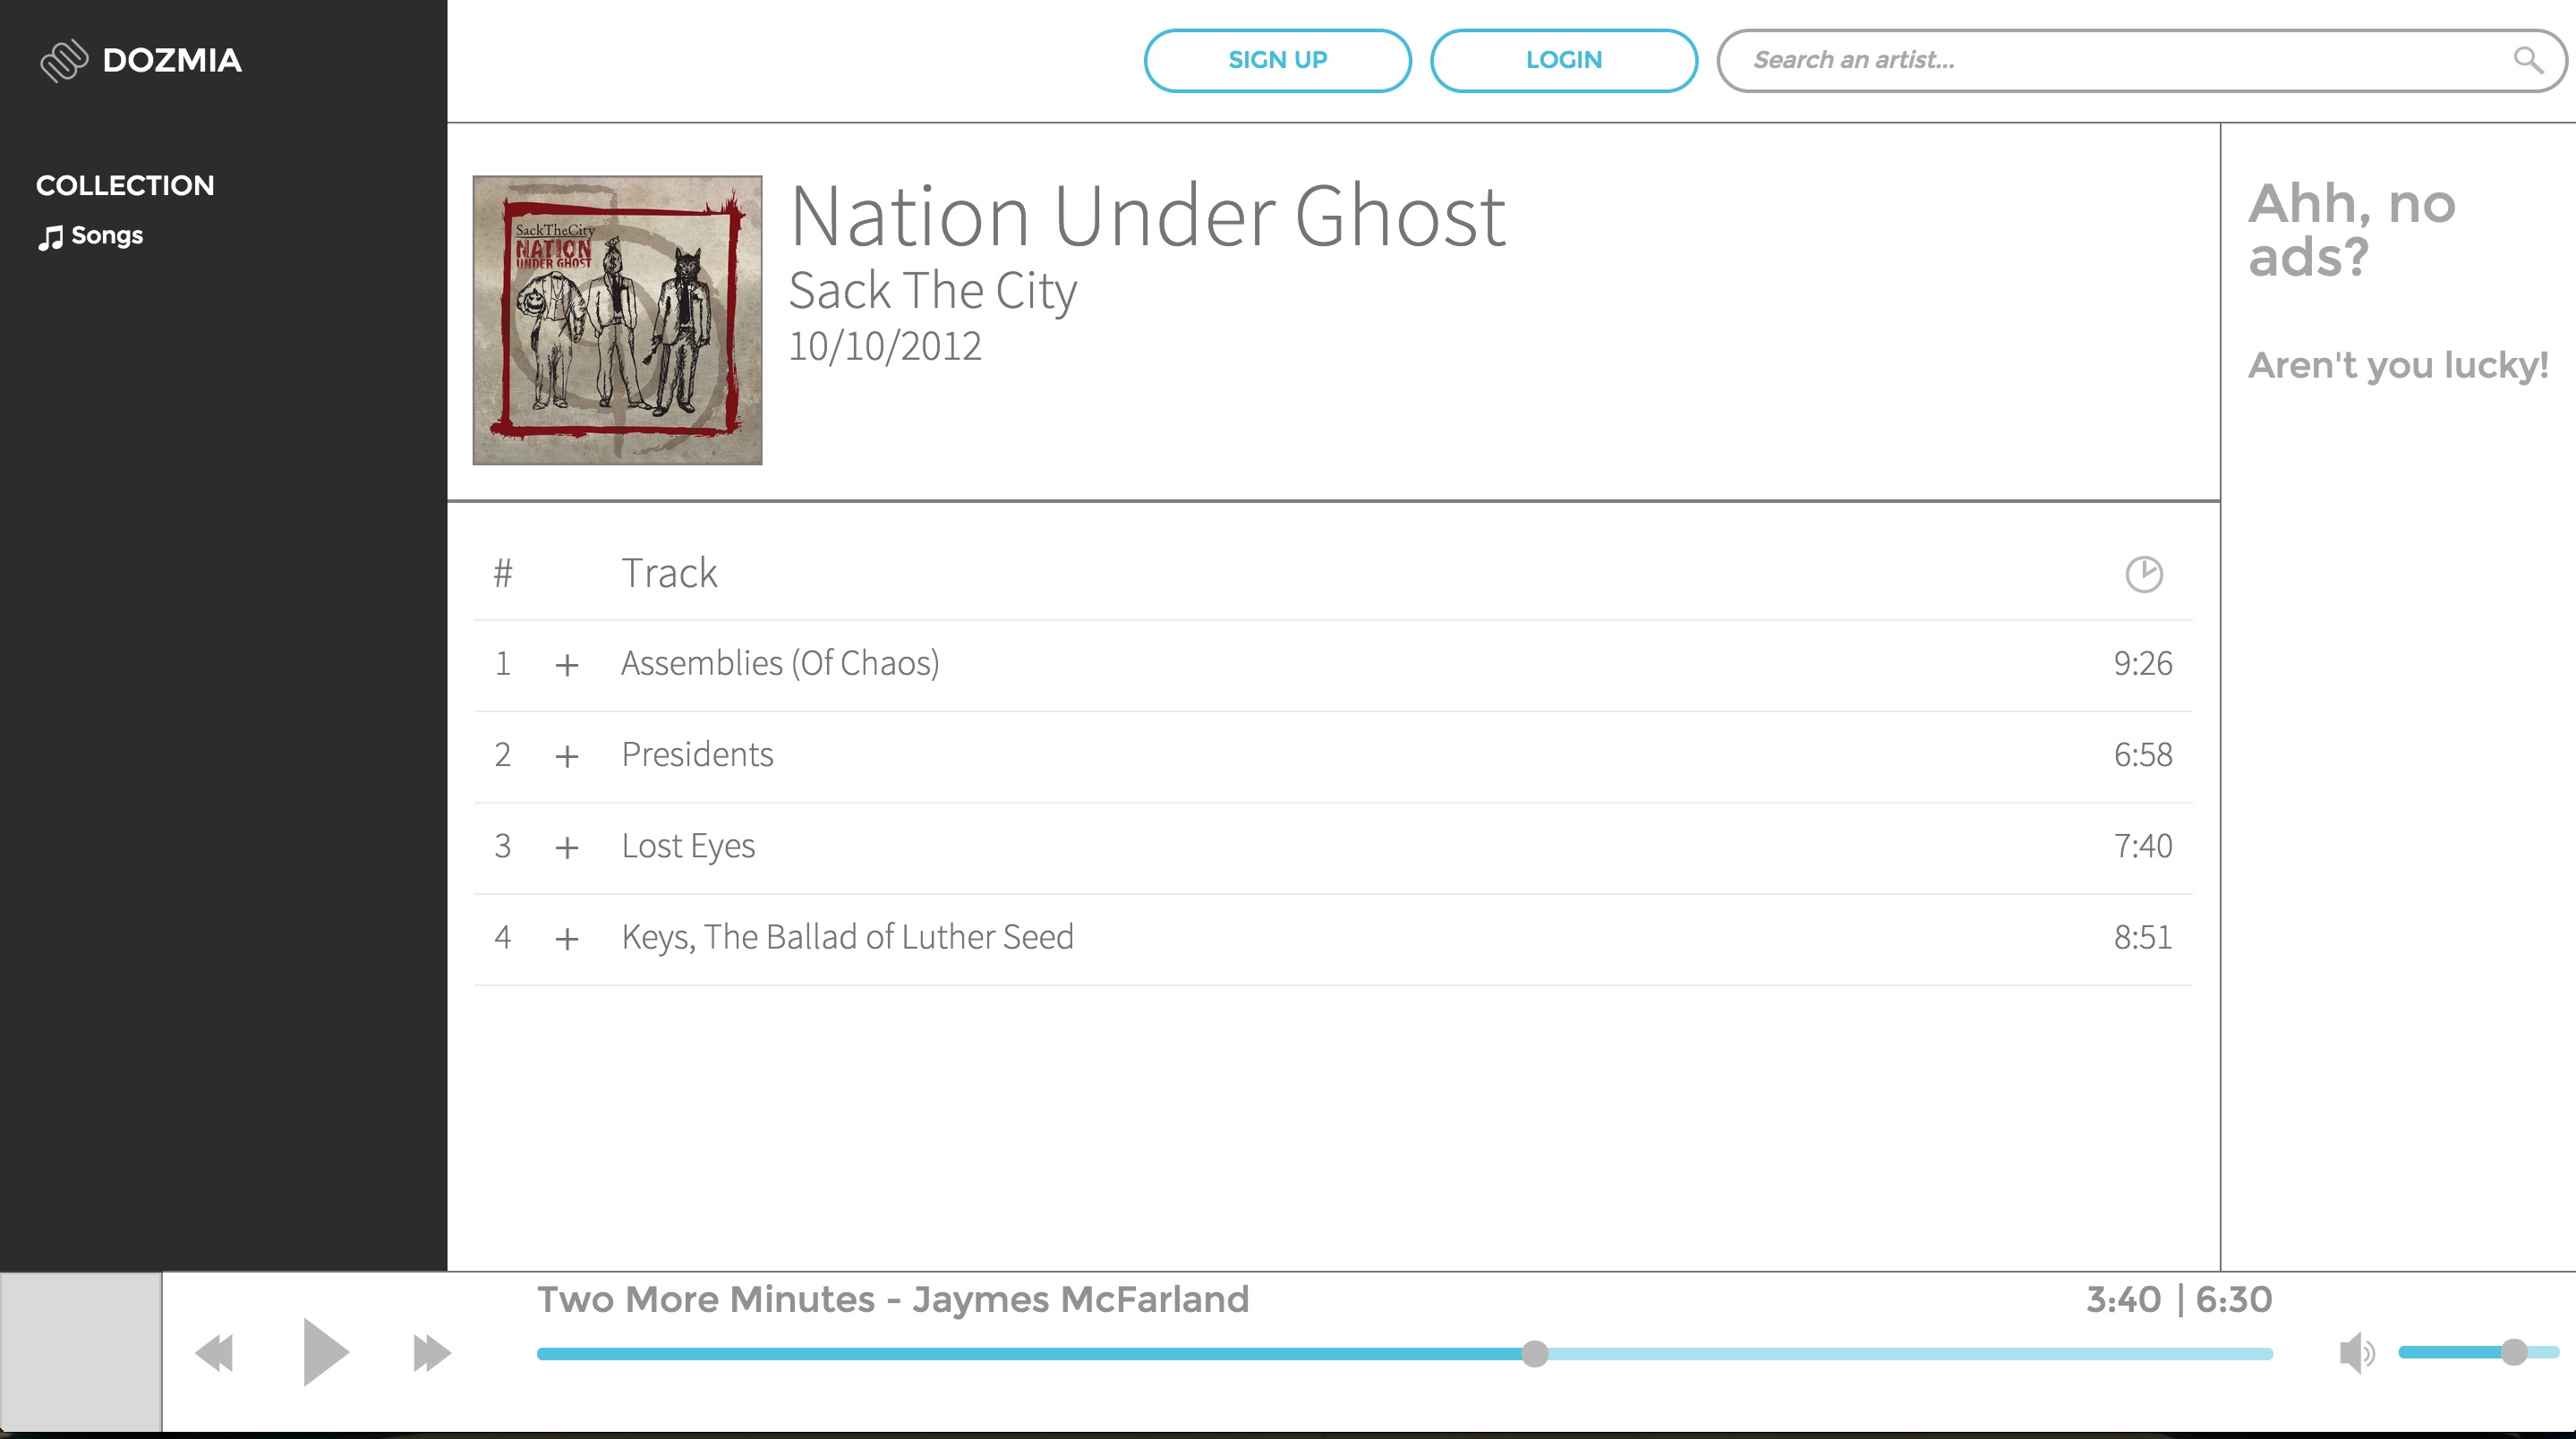 DOZMIA
SIGN UP
LOGIN
Search an artist...
COLLECTION
Songs
SackTheCity
NATION
UNDER GHOST
Nation Under Ghost
Sack The City
10/10/2012
Ahh, no
ads?
Aren't you lucky!
# Track
1 + Assemblies (Of Chaos) 9:26
2 + Presidents 6:58
3 + Lost Eyes 7:40
4 + Keys, The Ballad of Luther Seed 8:51
Two More Minutes - Jaymes McFarland
3:40 | 6:30